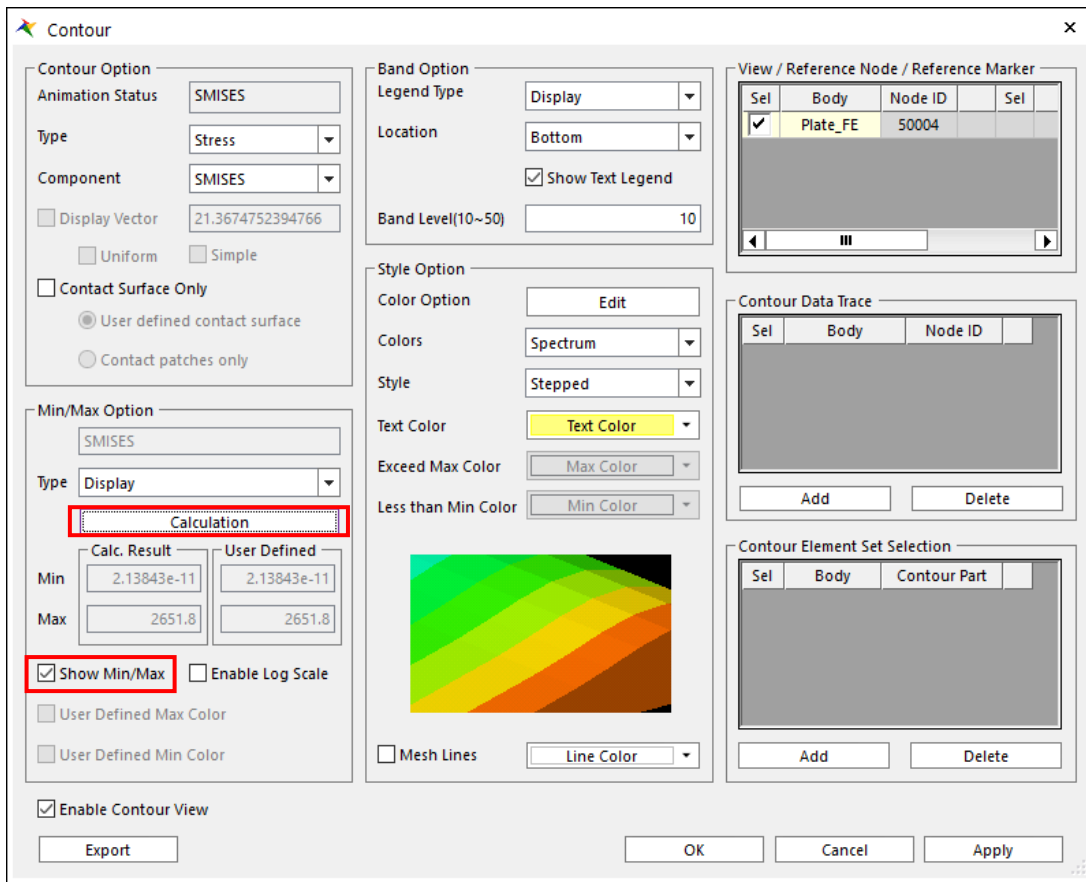 Contour
Contour Option
Animation Status SMISES
Type Stress
Component SMISES
Display Vector 21.3674752394766
Uniform Simple
Contact Surface Only
User defined contact surface
Contact patches only
Min/Max Option
SMISES
Type Display
Calculation
Calc. Result User Defined
Min 2.13843e-11 2.13843e-11
Max 2651.8 2651.8
Show Min/Max Enable Log Scale
User Defined Max Color
User Defined Min Color
Enable Contour View
Export
Band Option
Legend Type Display
Location Bottom
Show Text Legend
Band Level(10~50) 10
Style Option
Color Option Edit
Colors Spectrum
Style Stepped
Text Color Text Color
Exceed Max Color Max Color
Less than Min Color Min Color
Mesh Lines Line Color
View / Reference Node / Reference Marker
Sel Body Node ID Sel
Plate_FE 50004
Contour Data Trace
Sel Body Node ID
Add Delete
Contour Element Set Selection
Sel Body Contour Part
Add Delete
OK Cancel Apply